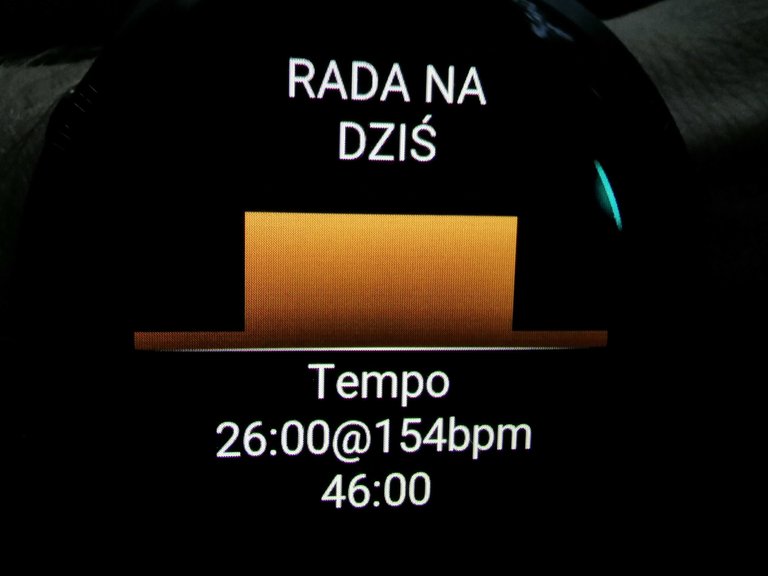 RADA NA
DZIŚ
Tempo
26:00@154bpm
46:00